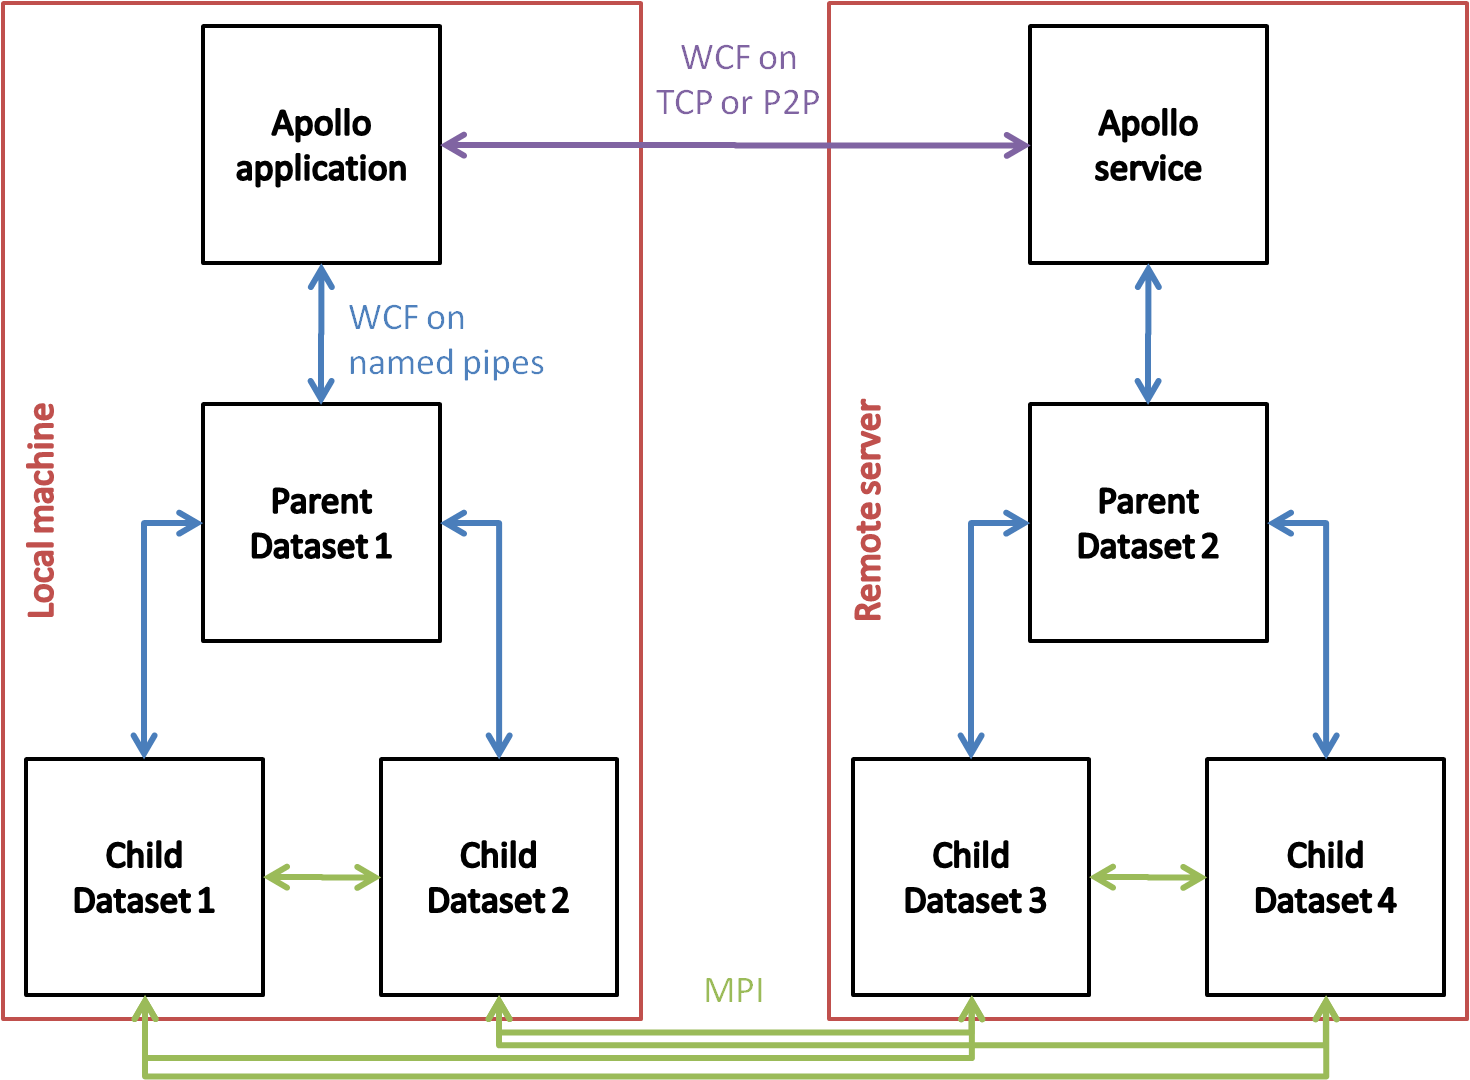 WCF on
TCP or P2P
Apollo
application
Apollo
service
WCF on
named pipes
Local machine
Remote server
Parent
Dataset 1
Parent
Dataset 2
Child
Dataset 1
Child
Dataset 2
Child
Dataset 3
Child
Dataset 4
MPI